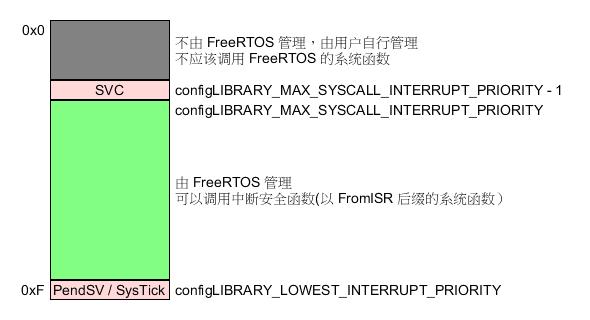 0x0
不由 FreeRTOS 管理，由用户自行管理
不应该调用 FreeRTOS 的系统函数
SVC
configLIBRARY_MAX_SYSCALL_INTERRUPT_PRIORITY - 1
configLIBRARY_MAX_SYSCALL_INTERRUPT_PRIORITY
由 FreeRTOS 管理
可以调用中断安全函数(以 FromISR 后缀的系统函数）
0xF
PendSV / SysTick
configLIBRARY_LOWEST_INTERRUPT_PRIORITY